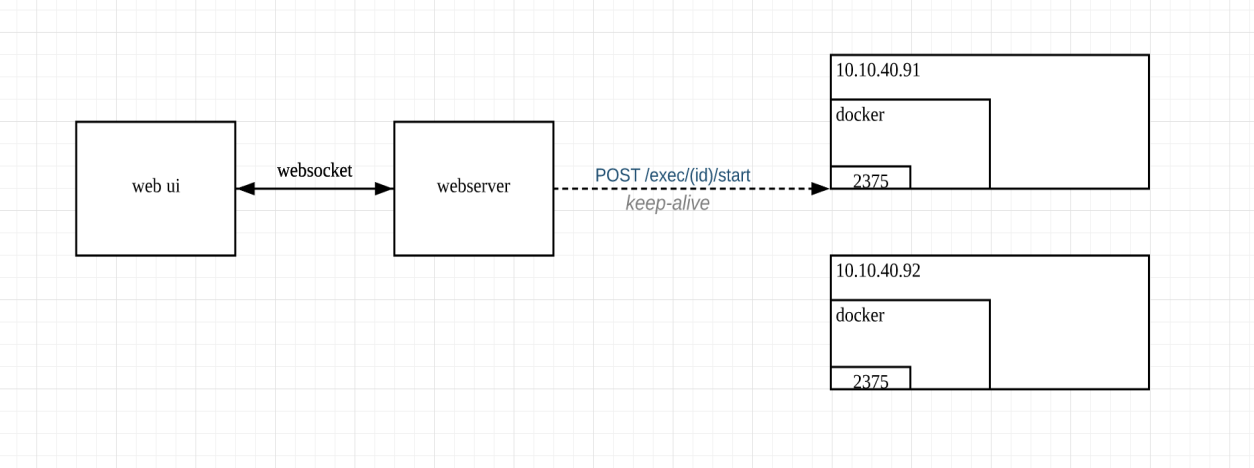 10.10.40.91
docker
2375
web ui
websocket
webserver
POST /exec/(id)/start
keep-alive
10.10.40.92
docker
2375